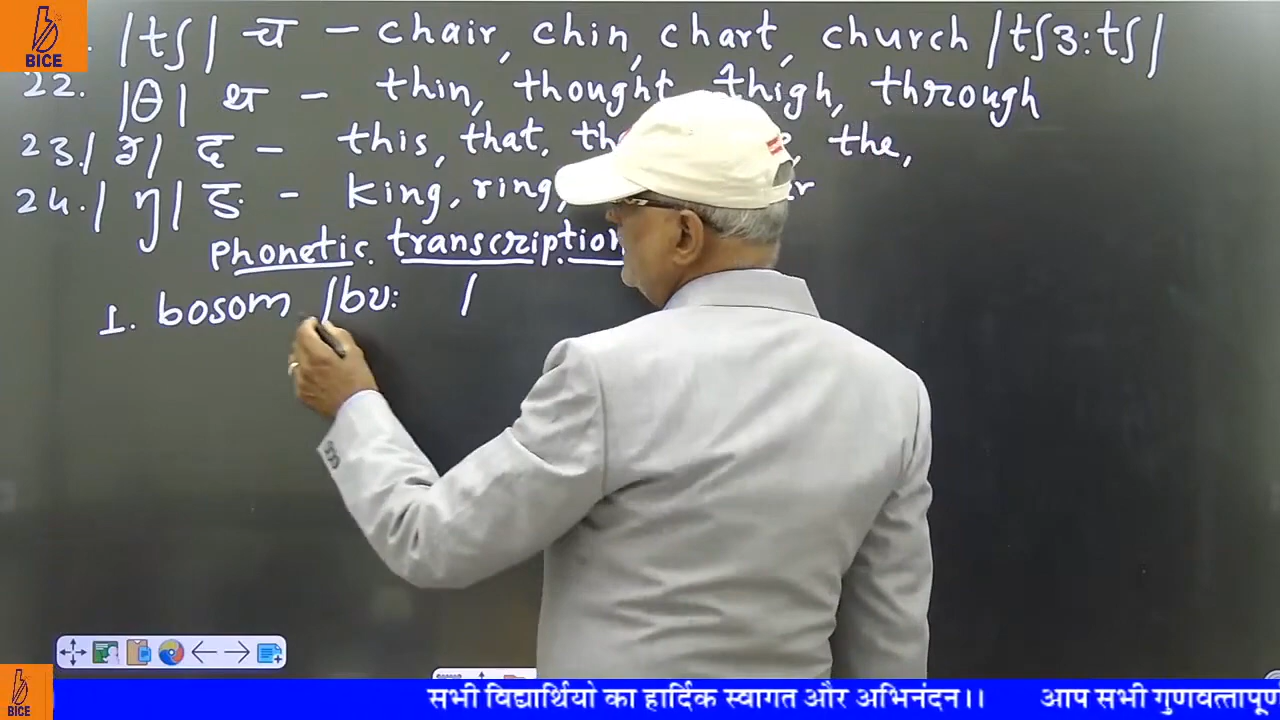 BICE
. |tʃ| च - chair, chin, chart, church |tʃɜ:tʃ|
22. |θ| थ - thin, thought, thigh, through
23. |ð| द - this, that, the,
24. |ŋ| ङ - king, ring,
Phonetic transcription
1. bosom |bʊ: |
BICE
सभी विद्यार्थियो का हार्दिक स्वागत और अभिनंदन।। आप सभी गुणवत्तापूर्ण